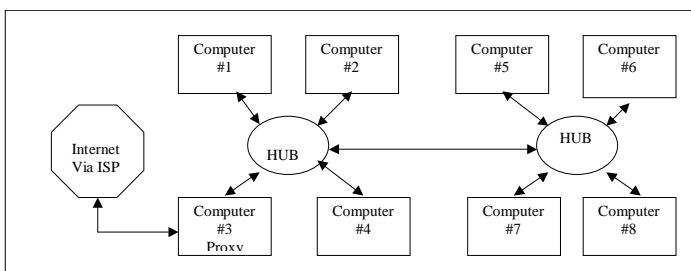 Computer
#1
Computer
#2
Computer
#5
Computer
#6
Internet
Via ISP
HUB
HUB
Computer
#3
Proxy
Computer
#4
Computer
#7
Computer
#8